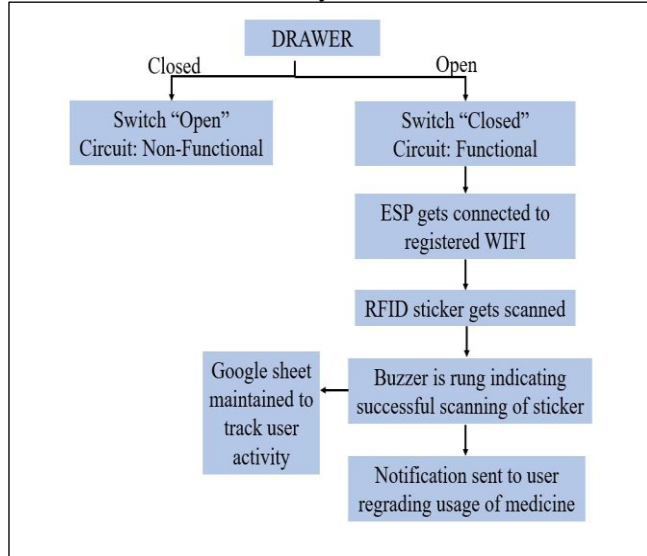 DRAWER
Closed
Open
Switch “Open”
Circuit: Non-Functional
Switch “Closed”
Circuit: Functional
ESP gets connected to
registered WIFI
RFID sticker gets scanned
Buzzer is rung indicating
successful scanning of sticker
Google sheet
maintained to
track user
activity
Notification sent to user
regrading usage of medicine